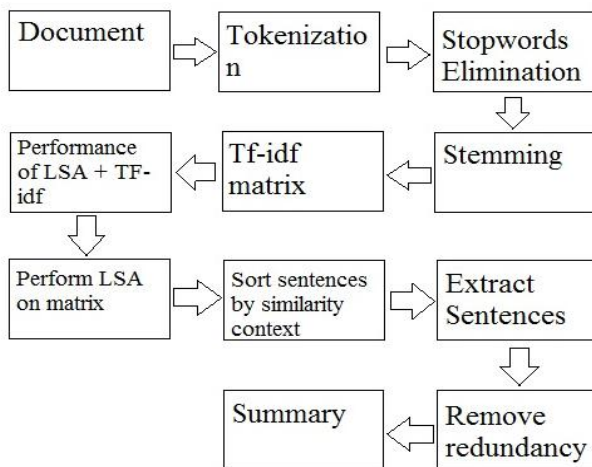 Document
Tokenizatio
n
Stopwords
Elimination
Stemming
Tf-idf
matrix
Performance
of LSA + TF-
idf
Perform LSA
on matrix
Sort sentences
by similarity
context
Extract
Sentences
Remove
redundancy
Summary